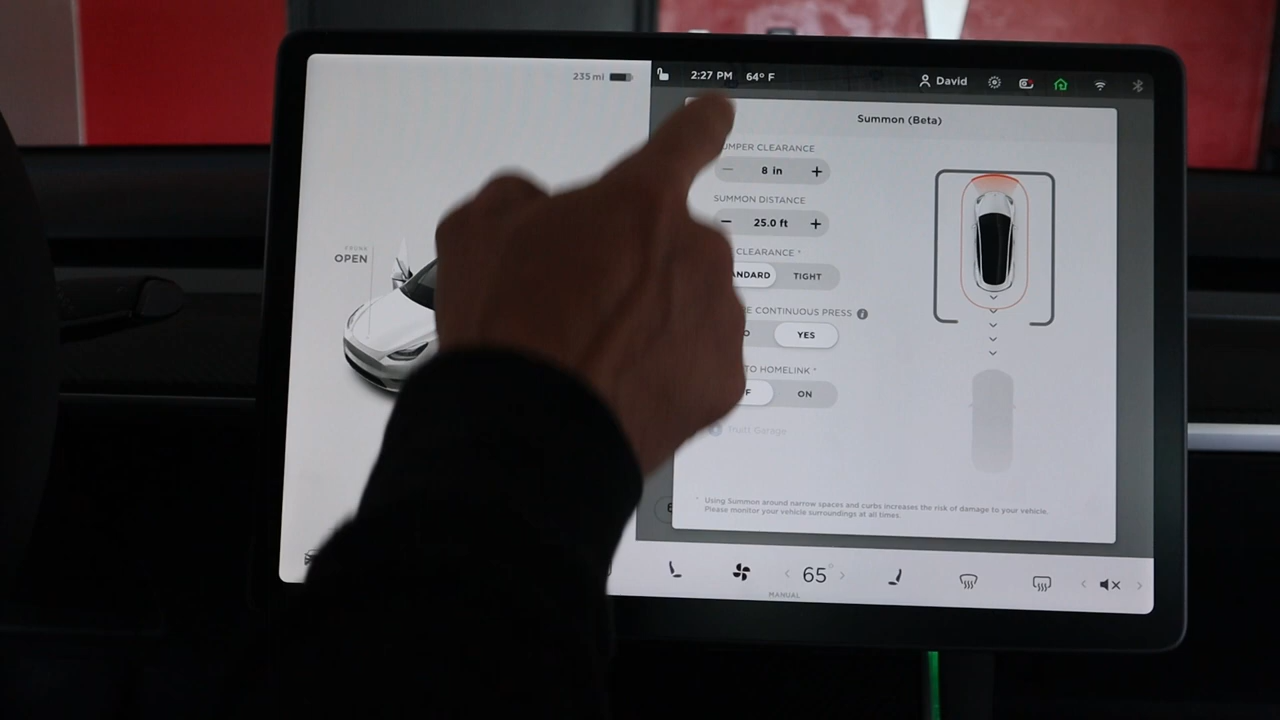 235 mi
2:27 PM 64° F
David
Summon (Beta)
UMPER CLEARANCE
− 8 in +
SUMMON DISTANCE
− 25.0 ft +
CLEARANCE *
NDARD TIGHT
CONTINUOUS PRESS
YES
TO HOMELINK *
F ON
Garage
* Using Summon around narrow spaces and curbs increases the risk of damage to your vehicle.
Please monitor your vehicle surroundings at all times.
FRUNK
OPEN
65°
MANUAL